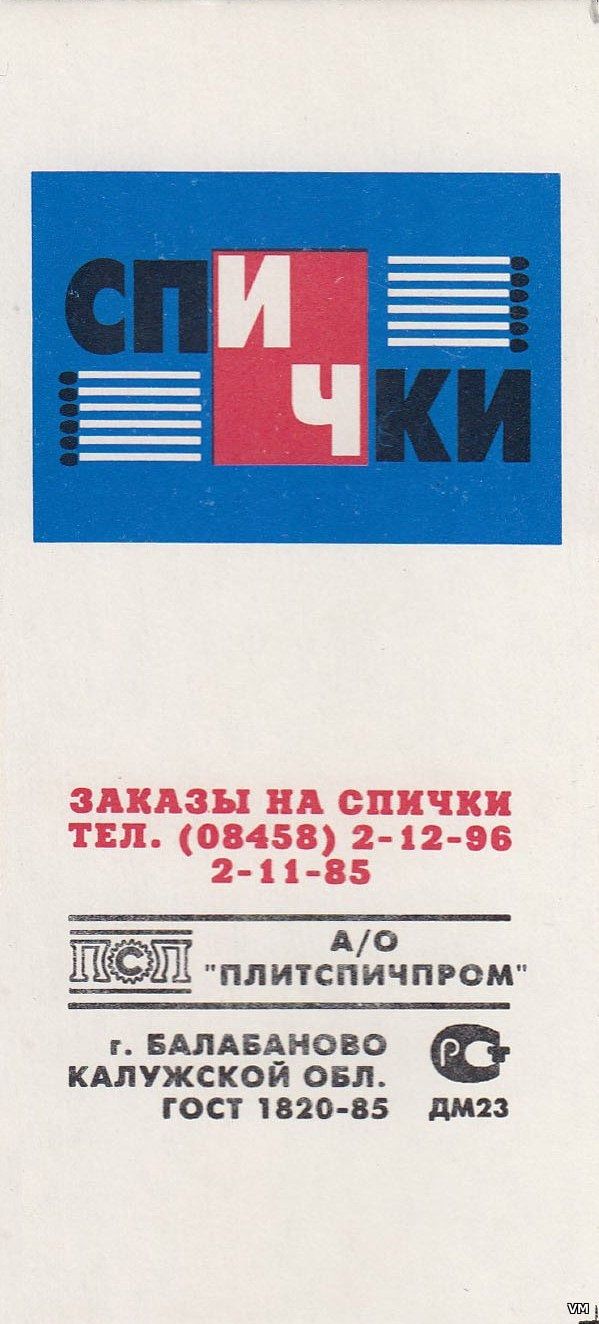 СПИ
ЧКИ
ЗАКАЗЫ НА СПИЧКИ
ТЕЛ. (08458) 2-12-96
2-11-85
ПСП
А/О
"ПЛИТСПИЧПРОМ"
г. БАЛАБАНОВО
КАЛУЖСКОЙ ОБЛ.
ГОСТ 1820-85
РСТ
ДМ23
VM